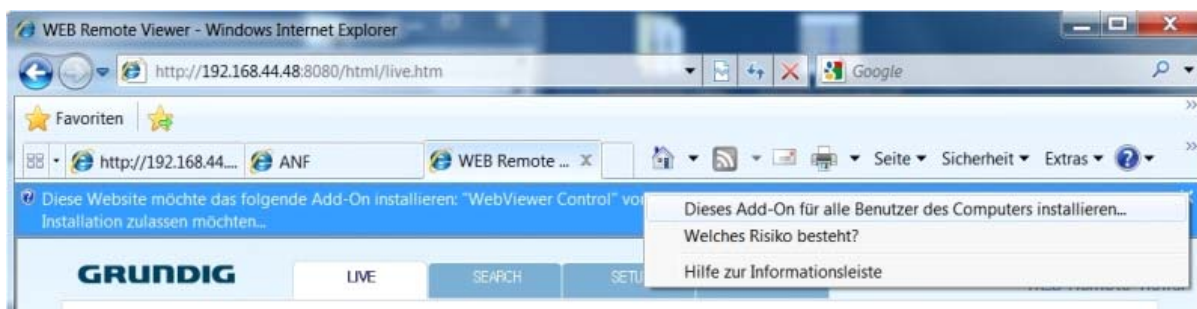 WEB Remote Viewer - Windows Internet Explorer
http://192.168.44.48:8080/html/live.htm
Google
Favoriten
http://192.168.44....
ANF
WEB Remote ...
Seite
Sicherheit
Extras
Diese Website möchte das folgende Add-On installieren: "WebViewer Control"
Installation zulassen möchten...
Dieses Add-On für alle Benutzer des Computers installieren...
Welches Risiko besteht?
Hilfe zur Informationsleiste
GRUNDIG
LIVE
SEARCH